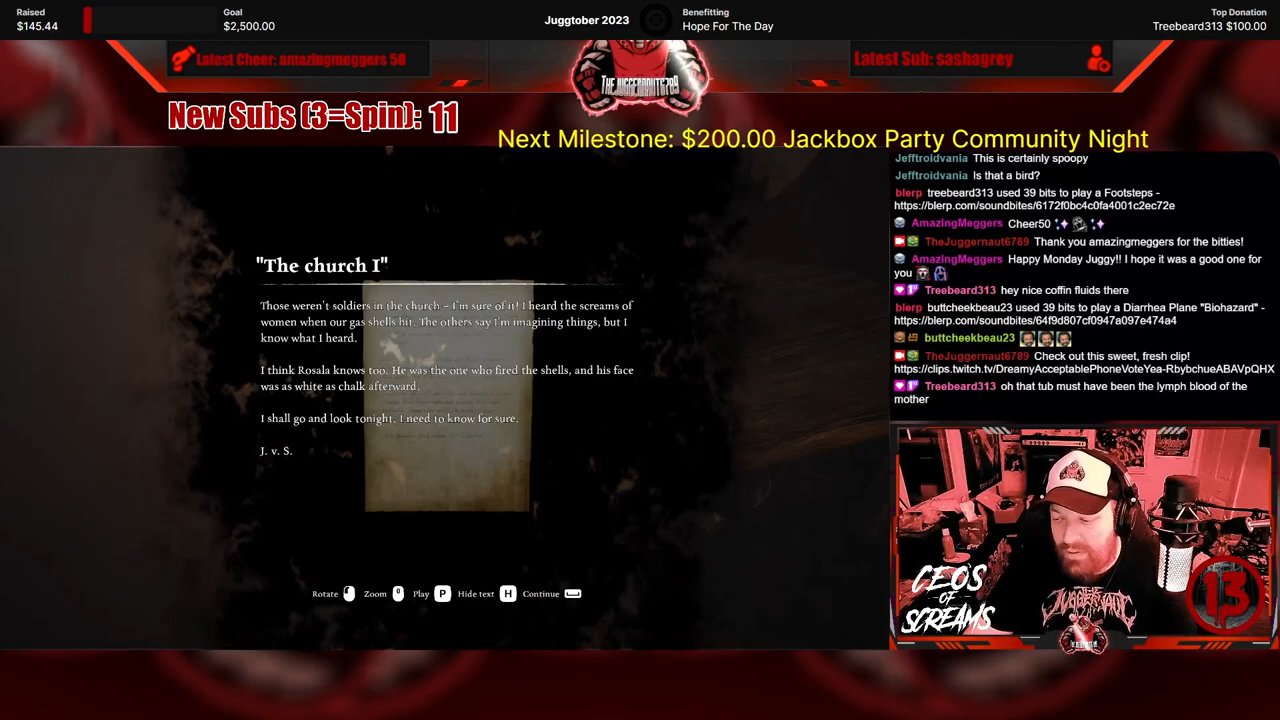 Raised
$145.44
Goal
$2,500.00
Juggtober 2023
Benefitting
Hope For The Day
Top Donation
Treebeard313 $100.00
Latest Cheer: amazingmeggers 50
THEJUGGERNAUT6789
Latest Sub: sashagrey
New Subs (3=Spin): 11
Next Milestone: $200.00 Jackbox Party Community Night
"The church I"
Those weren't soldiers in the church – I'm sure of it! I heard the screams of
women when our gas shells hit. The others say I'm imagining things, but I
know what I heard.
I think Rosala knows too. He was the one who fired the shells, and his face
was as white as chalk afterward.
I shall go and look tonight. I need to know for sure.
J. v. S.
Rotate Zoom Play P Hide text H Continue
Jefftroidvania This is certainly spoopy
Jefftroidvania Is that a bird?
blerp treebeard313 used 39 bits to play a Footsteps -
https://blerp.com/soundbites/6172f0bc4c0fa4001c2ec72e
AmazingMeggers Cheer50
TheJuggernaut6789 Thank you amazingmeggers for the bitties!
AmazingMeggers Happy Monday Juggy!! I hope it was a good one for
you
Treebeard313 hey nice coffin fluids there
blerp buttcheekbeau23 used 39 bits to play a Diarrhea Plane "Biohazard" -
https://blerp.com/soundbites/64f9d807cf0947a097e474a4
buttcheekbeau23
TheJuggernaut6789 Check out this sweet, fresh clip!
https://clips.twitch.tv/DreamyAcceptablePhoneVoteYea-RbybchueABAVpQHX
Treebeard313 oh that tub must have been the lymph blood of the
mother
CEOS
OF
SCREAMS
13